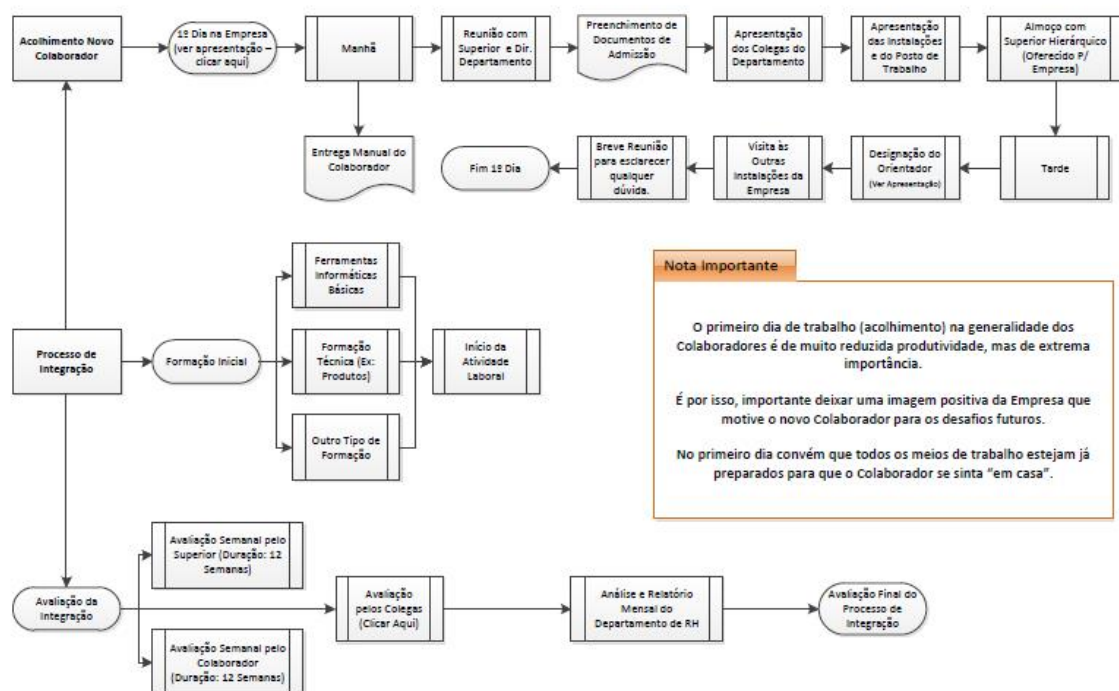 Acolhimento Novo
Colaborador
1º Dia na Empresa
(ver apresentação –
clicar aqui)
Manhã
Reunião com
Superior e Dir.
Departamento
Preenchimento de
Documentos de
Admissão
Apresentação
dos Colegas do
Departamento
Apresentação
das Instalações
e do Posto de
Trabalho
Almoço com
Superior Hierárquico
(Oferecido P/
Empresa)
Entrega Manual do
Colaborador
Fim 1º Dia
Breve Reunião
para esclarecer
qualquer
dúvida.
Visita às
Outras
Instalações da
Empresa
Designação do
Orientador
(Ver Apresentação)
Tarde
Processo de
Integração
Formação Inicial
Ferramentas
Informáticas
Básicas
Formação
Técnica (Ex:
Produtos)
Outro Tipo de
Formação
Início da
Atividade
Laboral
Nota Importante
O primeiro dia de trabalho (acolhimento) na generalidade dos
Colaboradores é de muito reduzida produtividade, mas de extrema
importância.
É por isso, importante deixar uma imagem positiva da Empresa que
motive o novo Colaborador para os desafios futuros.
No primeiro dia convém que todos os meios de trabalho estejam já
preparados para que o Colaborador se sinta “em casa”.
Avaliação da
Integração
Avaliação Semanal pelo
Superior (Duração: 12
Semanas)
Avaliação Semanal pelo
Colaborador
(Duração: 12 Semanas)
Avaliação
pelos Colegas
(Clicar Aqui)
Análise e Relatório
Mensal do
Departamento de RH
Avaliação Final do
Processo de
Integração